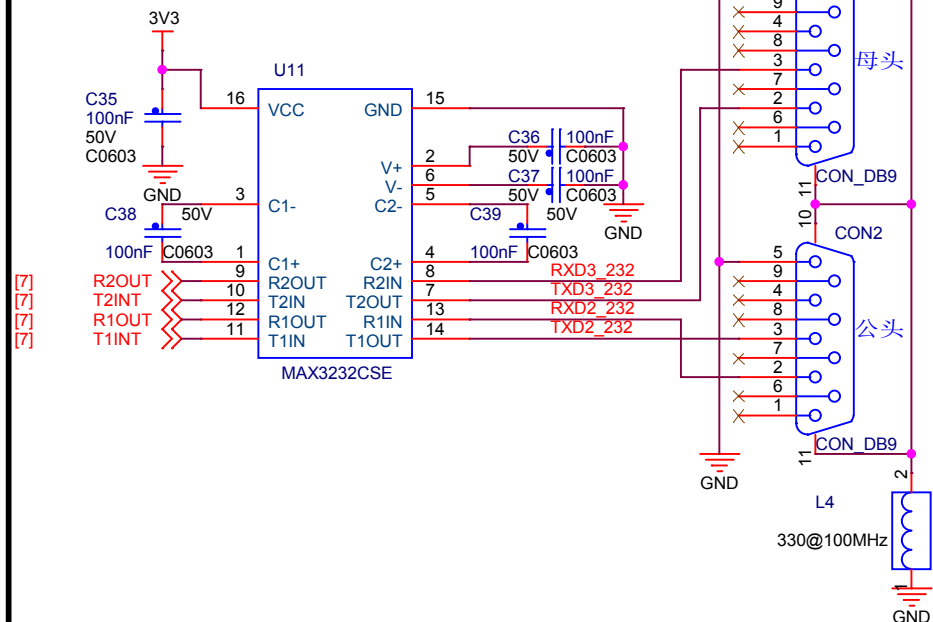 3V3
U11
C35
100nF
50V
C0603
GND
16
VCC
GND
15
V+
2
V-
6
C2-
5
C36
100nF
50V
C0603
C37
100nF
50V
C0603
50V
GND
C38
50V
100nF
C0603
3
C1-
1
C1+
C39
100nF
C0603
4
C2+
[7]
R2OUT
9
R2OUT
R2IN
8
RXD3_232
[7]
T2INT
10
T2IN
T2OUT
7
TXD3_232
[7]
R1OUT
12
R1OUT
R1IN
13
RXD2_232
[7]
T1INT
11
T1IN
T1OUT
14
TXD2_232
MAX3232CSE
9
4
8
3
7
2
6
1
母头
CON_DB9
11
10
CON2
5
9
4
8
3
7
2
6
1
公头
CON_DB9
11
GND
2
L4
330@100MHz
1
GND